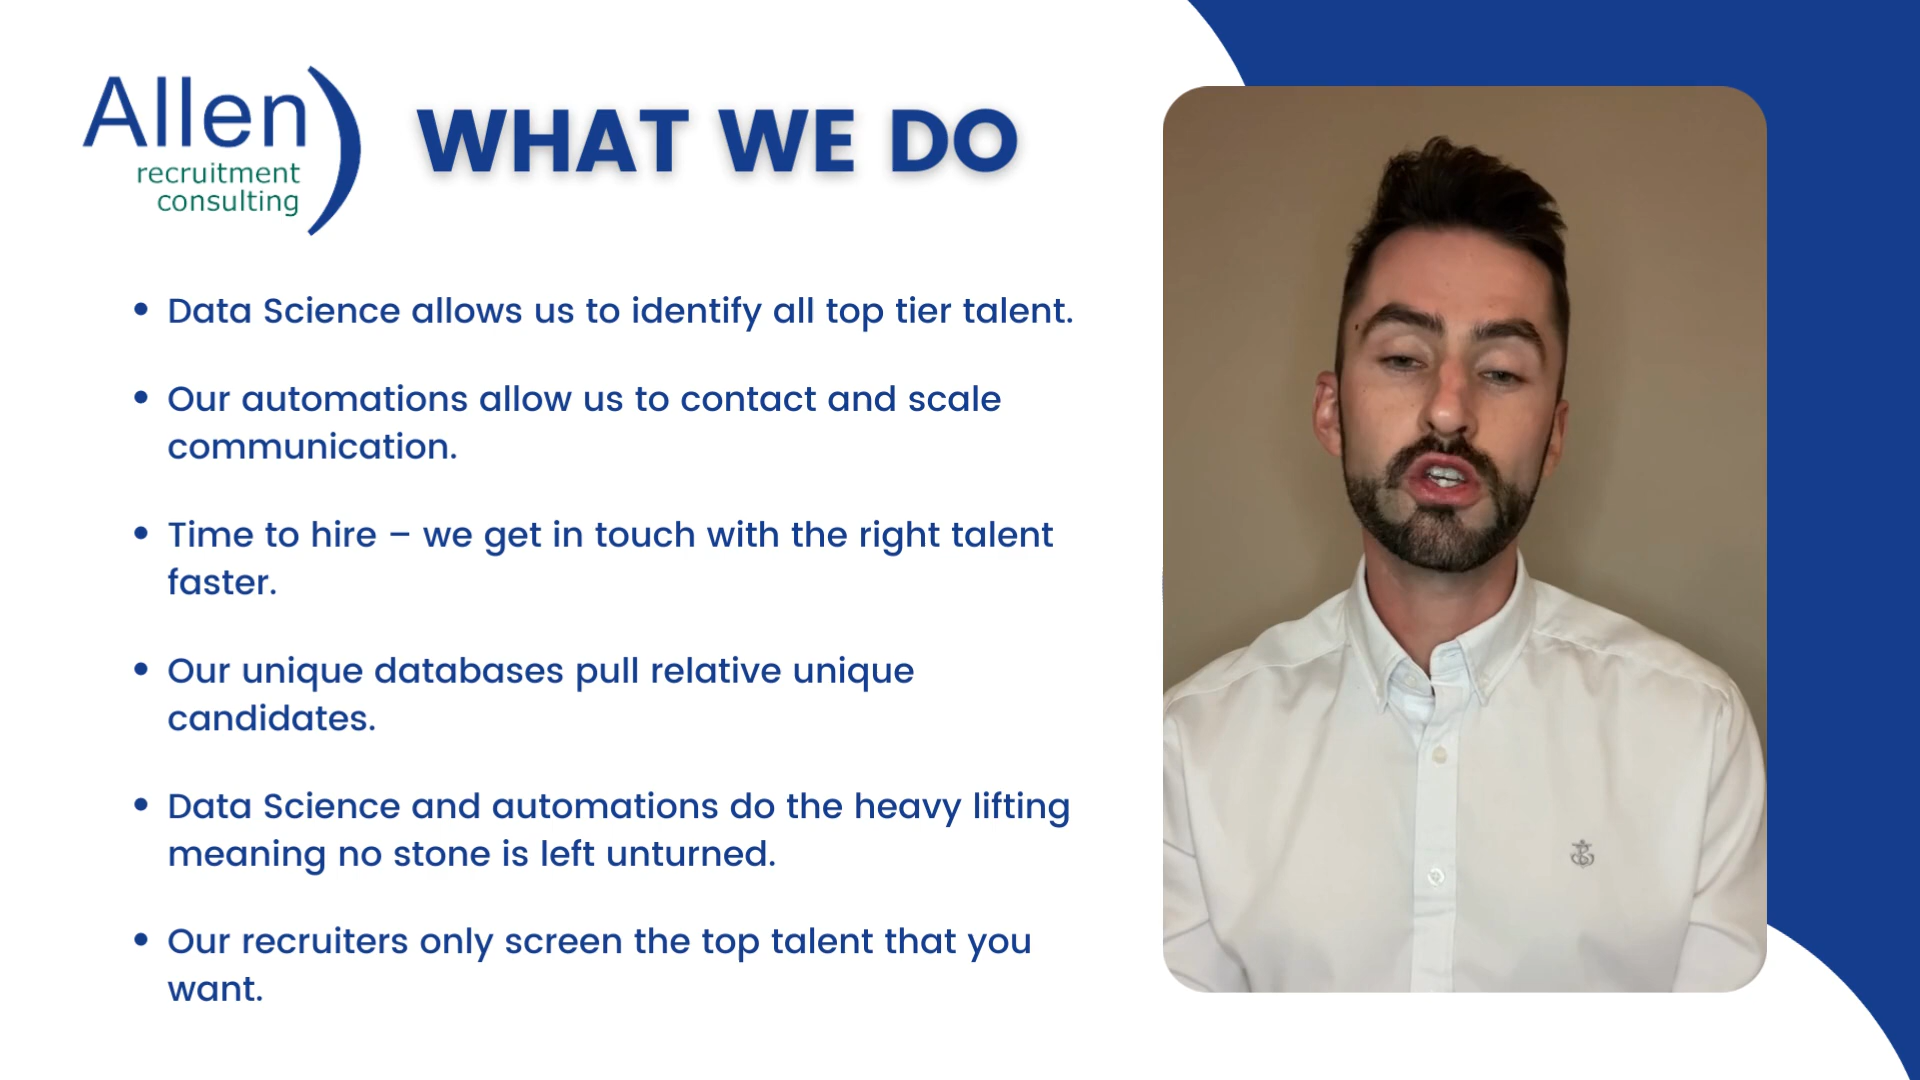 Allen
recruitment
consulting
WHAT WE DO
• Data Science allows us to identify all top tier talent.
• Our automations allow us to contact and scale
communication.
• Time to hire – we get in touch with the right talent
faster.
• Our unique databases pull relative unique
candidates.
• Data Science and automations do the heavy lifting
meaning no stone is left unturned.
• Our recruiters only screen the top talent that you
want.